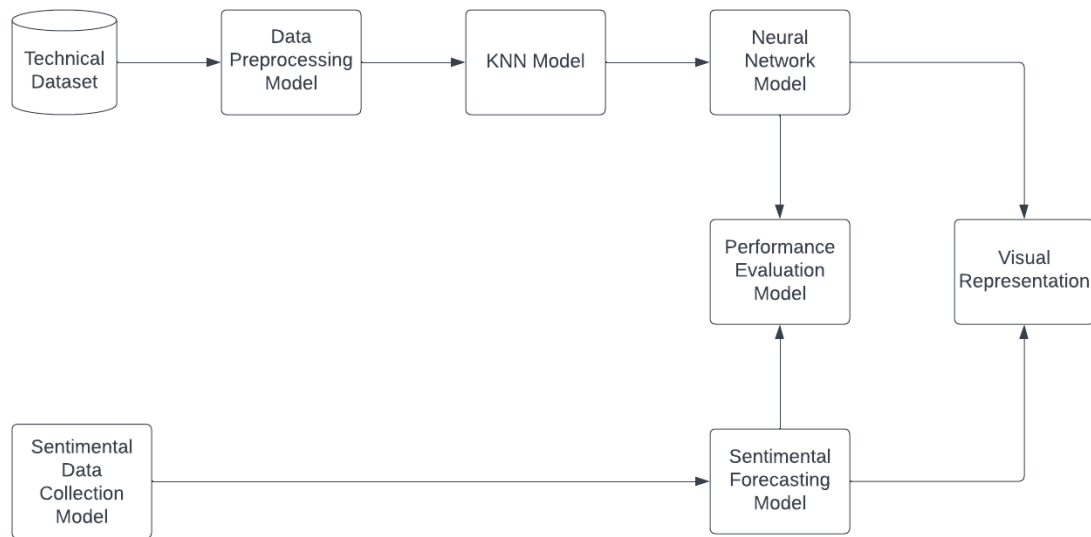 Technical
Dataset
Data
Preprocessing
Model
KNN Model
Neural
Network
Model
Performance
Evaluation
Model
Visual
Representation
Sentimental
Data
Collection
Model
Sentimental
Forecasting
Model